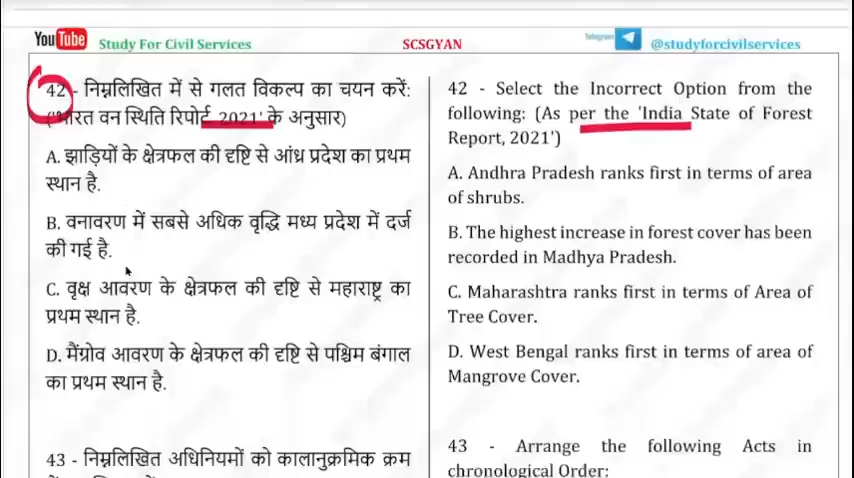 YouTube Study For Civil Services
SCSGYAN
Telegram @studyforcivilservices
42 - निम्नलिखित में से गलत विकल्प का चयन करें:
('भारत वन स्थिति रिपोर्ट, 2021' के अनुसार)
A. झाड़ियों के क्षेत्रफल की दृष्टि से आंध्र प्रदेश का प्रथम
स्थान है.
B. वनावरण में सबसे अधिक वृद्धि मध्य प्रदेश में दर्ज
की गई है.
C. वृक्ष आवरण के क्षेत्रफल की दृष्टि से महाराष्ट्र का
प्रथम स्थान है.
D. मैंग्रोव आवरण के क्षेत्रफल की दृष्टि से पश्चिम बंगाल
का प्रथम स्थान है.
43 - निम्नलिखित अधिनियमों को कालानुक्रमिक क्रम
42 - Select the Incorrect Option from the
following: (As per the 'India State of Forest
Report, 2021')
A. Andhra Pradesh ranks first in terms of area
of shrubs.
B. The highest increase in forest cover has been
recorded in Madhya Pradesh.
C. Maharashtra ranks first in terms of Area of
Tree Cover.
D. West Bengal ranks first in terms of area of
Mangrove Cover.
43 - Arrange the following Acts in
chronological Order: